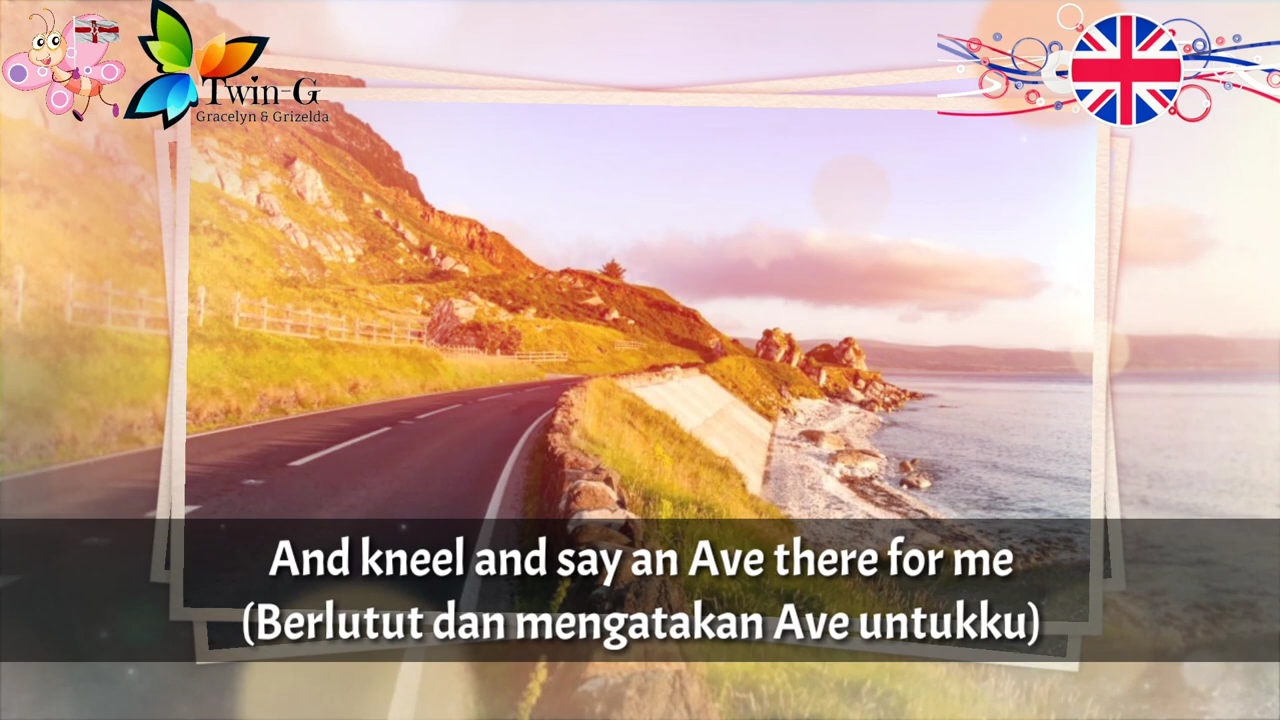 Twin-G
Gracelyn & Grizelda
And kneel and say an Ave there for me
(Berlutut dan mengatakan Ave untukku)